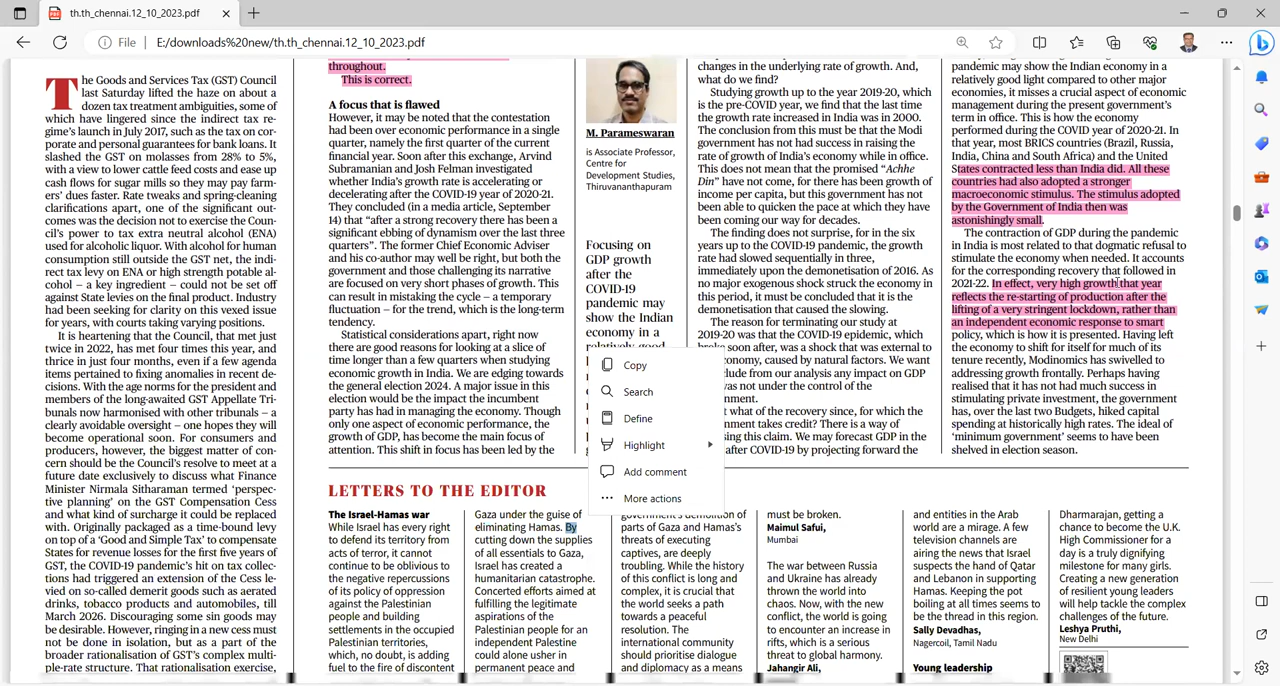 th.th_chennai.12_10_2023.pdf
File
E:/downloads%20new/th.th_chennai.12_10_2023.pdf
The Goods and Services Tax (GST) Council
last Saturday lifted the haze on about a
dozen tax treatment ambiguities, some of
which have lingered since the indirect tax re-
gime's launch in July 2017, such as the tax on cor-
porate and personal guarantees for bank loans. It
slashed the GST on molasses from 28% to 5%,
with a view to lower cattle feed costs and ease up
cash flows for sugar mills so they may pay farm-
ers' dues faster. Rate tweaks and spring-cleaning
clarifications apart, one of the significant out-
comes was the decision not to exercise the Coun-
cil's power to tax extra neutral alcohol (ENA)
used for alcoholic liquor. With alcohol for human
consumption still outside the GST net, the indi-
rect tax levy on ENA or high strength potable al-
cohol – a key ingredient – could not be set off
against State levies on the final product. Industry
had been seeking for clarity on this vexed issue
for years, with courts taking varying positions.
It is heartening that the Council, that met just
twice in 2022, has met four times this year, and
thrice in just four months, even if a few agenda
items pertained to fixing anomalies in recent de-
cisions. With the age norms for the president and
members of the long-awaited GST Appellate Tri-
bunals now harmonised with other tribunals – a
clearly avoidable oversight – one hopes they will
become operational soon. For consumers and
producers, however, the biggest matter of con-
cern should be the Council's resolve to meet at a
future date exclusively to discuss what Finance
Minister Nirmala Sitharaman termed 'perspec-
tive planning' on the GST Compensation Cess
and what kind of surcharge it could be replaced
with. Originally packaged as a time-bound levy
on top of a 'Good and Simple Tax' to compensate
States for revenue losses for the first five years of
GST, the COVID-19 pandemic's hit on tax collec-
tions had triggered an extension of the Cess le-
vied on so-called demerit goods such as aerated
drinks, tobacco products and automobiles, till
March 2026. Discouraging some sin goods may
be desirable. However, ringing in a new cess must
not be done in isolation, but as a part of the
broader rationalisation of GST's complex multi-
ple-rate structure. That rationalisation exercise,
throughout.
This is correct.
A focus that is flawed
However, it may be noted that the contestation
had been over economic performance in a single
quarter, namely the first quarter of the current
financial year. Soon after this exchange, Arvind
Subramanian and Josh Felman investigated
whether India's growth rate is accelerating or
decelerating after the COVID-19 year of 2020-21.
They concluded (in a media article, September
14) that "after a strong recovery there has been a
significant ebbing of dynamism over the last three
quarters". The former Chief Economic Adviser
and his co-author may well be right, but both the
government and those challenging its narrative
are focused on very short phases of growth. This
can result in mistaking the cycle – a temporary
fluctuation – for the trend, which is the long-term
tendency.
Statistical considerations apart, right now
there are good reasons for looking at a slice of
time longer than a few quarters when studying
economic growth in India. We are edging towards
the general election 2024. A major issue in this
election would be the impact the incumbent
party has had in managing the economy. Though
only one aspect of economic performance, the
growth of GDP, has become the main focus of
attention. This shift in focus has been led by the
M. Parameswaran
is Associate Professor,
Centre for
Development Studies,
Thiruvananthapuram
Focusing on
GDP growth
after the
COVID-19
pandemic may
show the Indian
economy in a
relatively good
changes in the underlying rate of growth. And,
what do we find?
Studying growth up to the year 2019-20, which
is the pre-COVID year, we find that the last time
the growth rate increased in India was in 2000.
The conclusion from this must be that the Modi
government has not had success in raising the
rate of growth of India's economy while in office.
This does not mean that the promised "Achhe
Din" have not come, for there has been growth of
income per capita, but this government has not
been able to quicken the pace at which they have
been coming our way for decades.
The finding does not surprise, for in the six
years up to the COVID-19 pandemic, the growth
rate had slowed sequentially in three,
immediately upon the demonetisation of 2016. As
no major exogenous shock struck the economy in
this period, it must be concluded that it is the
demonetisation that caused the slowing.
The reason for terminating our study at
2019-20 was that the COVID-19 epidemic, which
broke soon after, was a shock that was external to
economy, caused by natural factors. We want
clude from our analysis any impact on GDP
was not under the control of the
nment.
t what of the recovery since, for which the
nment takes credit? There is a way of
sing this claim. We may forecast GDP in the
after COVID-19 by projecting forward the
pandemic may show the Indian economy in a
relatively good light compared to other major
economies, it misses a crucial aspect of economic
management during the present government's
term in office. This is how the economy
performed during the COVID year of 2020-21. In
that year, most BRICS countries (Brazil, Russia,
India, China and South Africa) and the United
States contracted less than India did. All these
countries had also adopted a stronger
macroeconomic stimulus. The stimulus adopted
by the Government of India then was
astonishingly small.
The contraction of GDP during the pandemic
in India is most related to that dogmatic refusal to
stimulate the economy when needed. It accounts
for the corresponding recovery that followed in
2021-22. In effect, very high growth that year
reflects the re-starting of production after the
lifting of a very stringent lockdown, rather than
an independent economic response to smart
policy, which is how it is presented. Having left
the economy to shift for itself for much of its
tenure recently, Modinomics has swivelled to
addressing growth frontally. Perhaps having
realised that it has not had much success in
stimulating private investment, the government
has, over the last two Budgets, hiked capital
spending at historically high rates. The ideal of
'minimum government' seems to have been
shelved in election season.
Copy
Search
Define
Highlight
Add comment
More actions
LETTERS TO THE EDITOR
The Israel-Hamas war
While Israel has every right
to defend its territory from
acts of terror, it cannot
continue to be oblivious to
the negative repercussions
of its policy of oppression
against the Palestinian
people and building
settlements in the occupied
Palestinian territories,
which, no doubt, is adding
fuel to the fire of discontent
Gaza under the guise of
eliminating Hamas. By
cutting down the supplies
of all essentials to Gaza,
Israel has created a
humanitarian catastrophe.
Concerted efforts aimed at
fulfilling the legitimate
aspirations of the
Palestinian people for an
independent Palestine
could alone usher in
permanent peace and
government's demolition of
parts of Gaza and Hamas's
threats of executing
captives, are deeply
troubling. While the history
of this conflict is long and
complex, it is crucial that
the world seeks a path
towards a peaceful
resolution. The
international community
should prioritise dialogue
and diplomacy as a means
must be broken.
Maimul Safui,
Mumbai
The war between Russia
and Ukraine has already
thrown the world into
chaos. Now, with the new
conflict, the world is going
to encounter an increase in
rifts, which is a serious
threat to global harmony.
Jahangir Ali,
and entities in the Arab
world are a mirage. A few
television channels are
airing the news that Israel
suspects the hand of Qatar
and Lebanon in supporting
Hamas. Keeping the pot
boiling at all times seems to
be the thread in this region.
Sally Devadhas,
Nagercoil, Tamil Nadu
Young leadership
Dharmarajan, getting a
chance to become the U.K.
High Commissioner for a
day is a truly dignifying
milestone for many girls.
Creating a new generation
of resilient young leaders
will help tackle the complex
challenges of the future.
Leshya Pruthi,
New Delhi